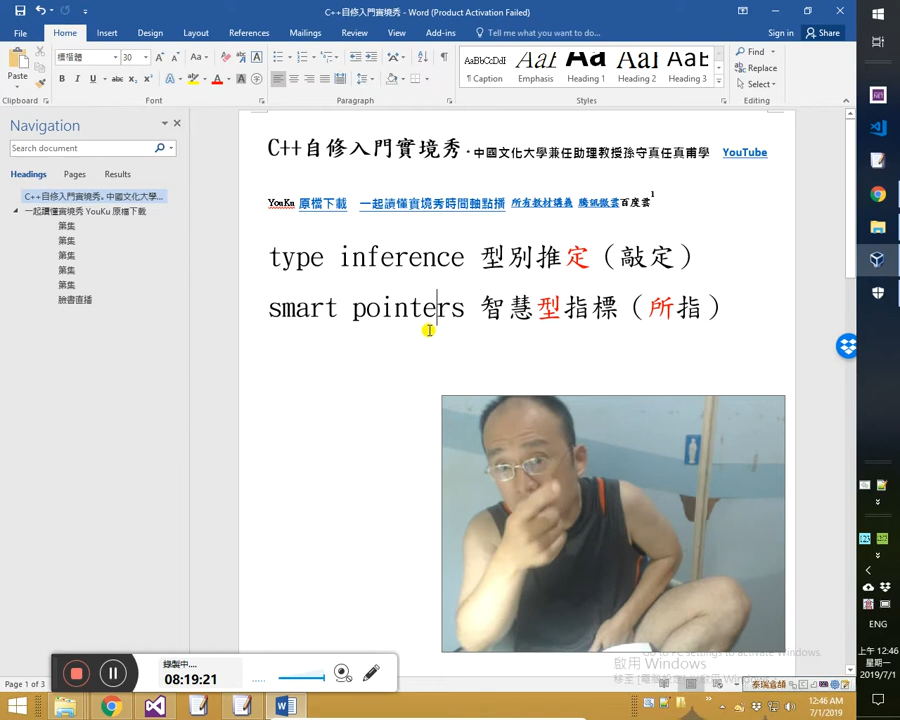 C++自修入門實境秀 - Word (Product Activation Failed)
File Home Insert Design Layout References Mailings Review View Add-ins Tell me what you want to do... Sign in Share
Paste
標楷體 30
¶ Caption Emphasis Heading 1 Heading 2 Heading 3
Find
Replace
Select
Clipboard Font Paragraph Styles Editing
Navigation
Search document
Headings Pages Results
C++自修入門實境秀。中國文化大學...
一起讀懂實境秀 YouKu 原檔下載
第集
第集
第集
第集
第集
臉書直播
C++自修入門實境秀。中國文化大學兼任助理教授孫守真任真甫學 YouTube
YouKu 原檔下載 一起讀懂實境秀時間軸點播 所有教材講義 騰訊微雲百度雲1
type inference 型別推定（敲定）
smart pointers 智慧型指標（所指）
錄製中....
08:19:21
Go to PC settings to activate Windows.
啟用 Windows
Page 1 of 3
ENG
上午 12:46
星期一
2019/7/1
12:46 AM
7/1/2019